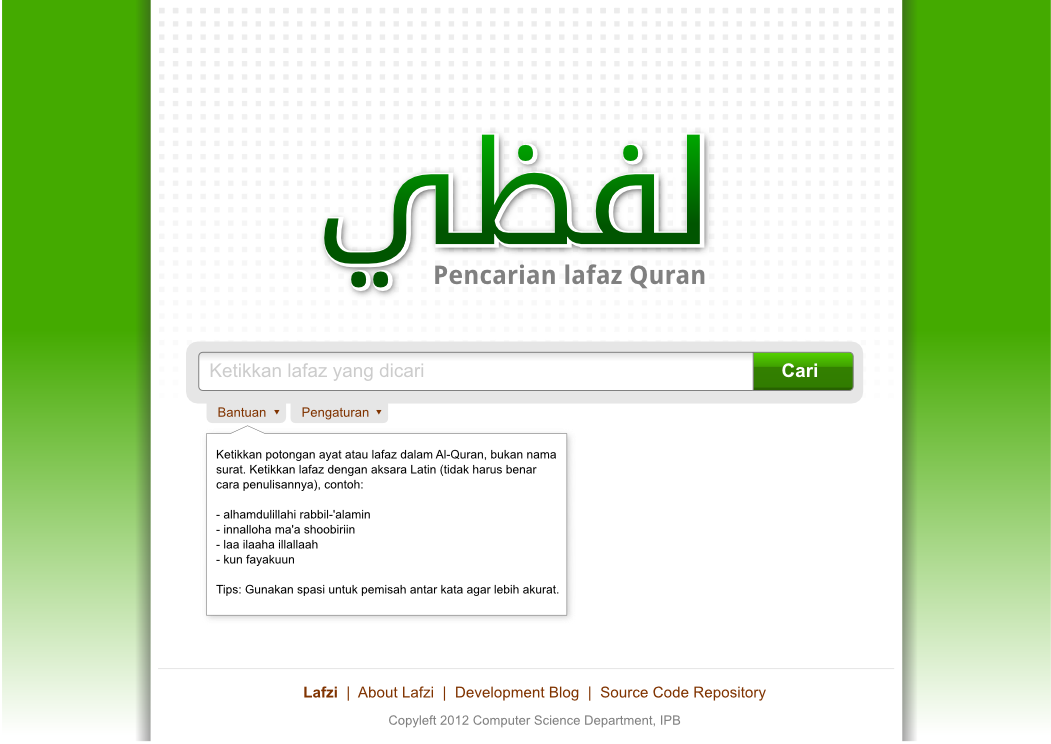 لفظي
Pencarian lafaz Quran
Ketikkan lafaz yang dicari
Cari
Bantuan ▼
Pengaturan ▼
Ketikkan potongan ayat atau lafaz dalam Al-Quran, bukan nama
surat. Ketikkan lafaz dengan aksara Latin (tidak harus benar
cara penulisannya), contoh:
- alhamdulillahi rabbil-'alamin
- innalloha ma'a shoobiriin
- laa ilaaha illallaah
- kun fayakuun
Tips: Gunakan spasi untuk pemisah antar kata agar lebih akurat.
Lafzi | About Lafzi | Development Blog | Source Code Repository
Copyleft 2012 Computer Science Department, IPB